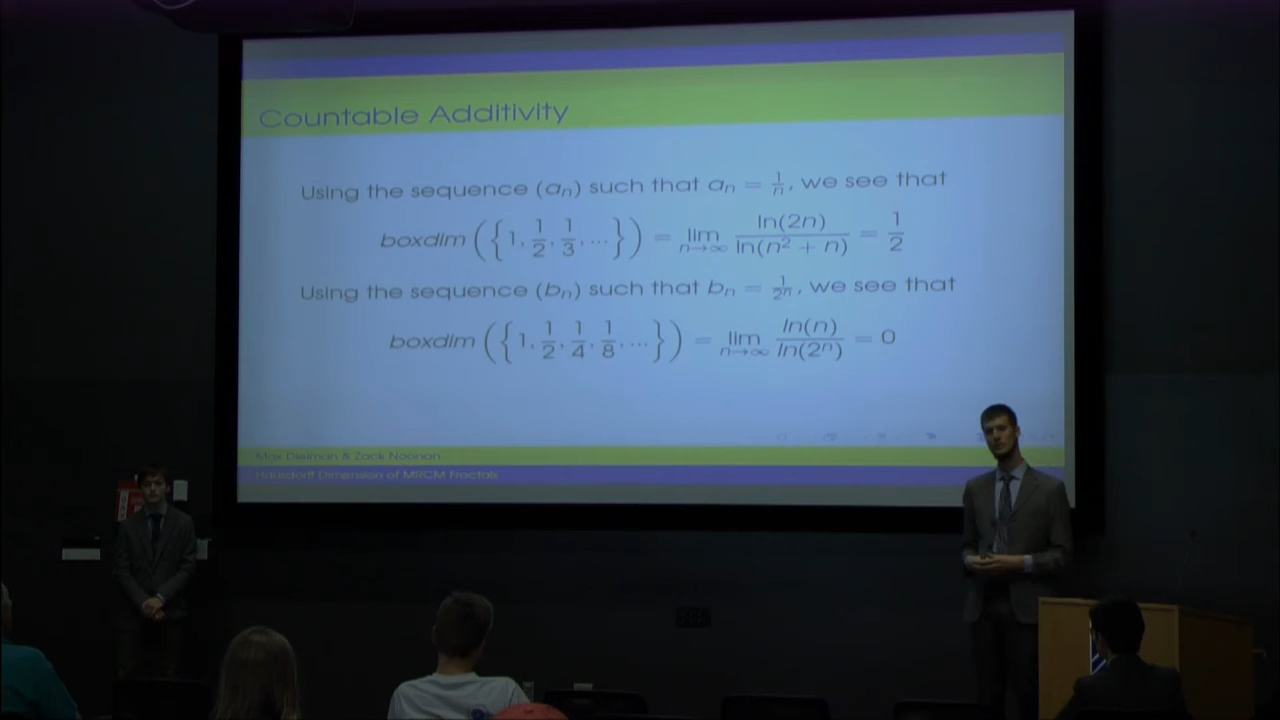 Countable Additivity
Using the sequence (aₙ) such that aₙ = 1/n, we see that
boxdim ({1, 1/2, 1/3, ...}) = lim n→∞ ln(2n)/ln(n² + n) = 1/2
Using the sequence (bₙ) such that bₙ = 1/2ⁿ, we see that
boxdim ({1, 1/2, 1/4, 1/8, ...}) = lim n→∞ ln(n)/ln(2ⁿ) = 0
Max Dielman & Zack Noonan
Hausdorff Dimension of MRCM Fractals